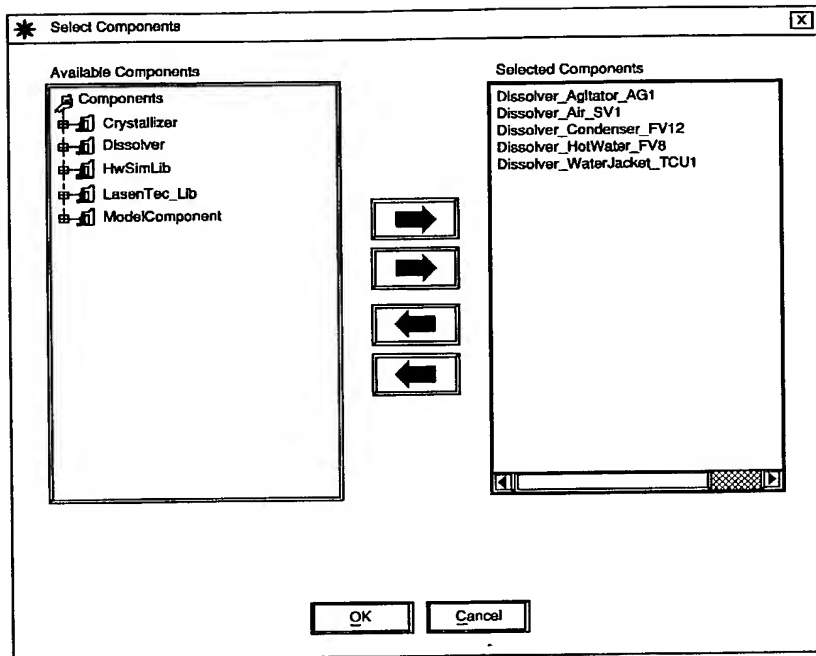 Select Components
Available Components
Components
Crystallizer
Dissolver
HwSimLib
LasenTec_Lib
ModelComponent
Selected Components
Dissolver_Agitator_AG1
Dissolver_Air_SV1
Dissolver_Condenser_FV12
Dissolver_HotWater_FV8
Dissolver_WaterJacket_TCU1
OK
Cancel